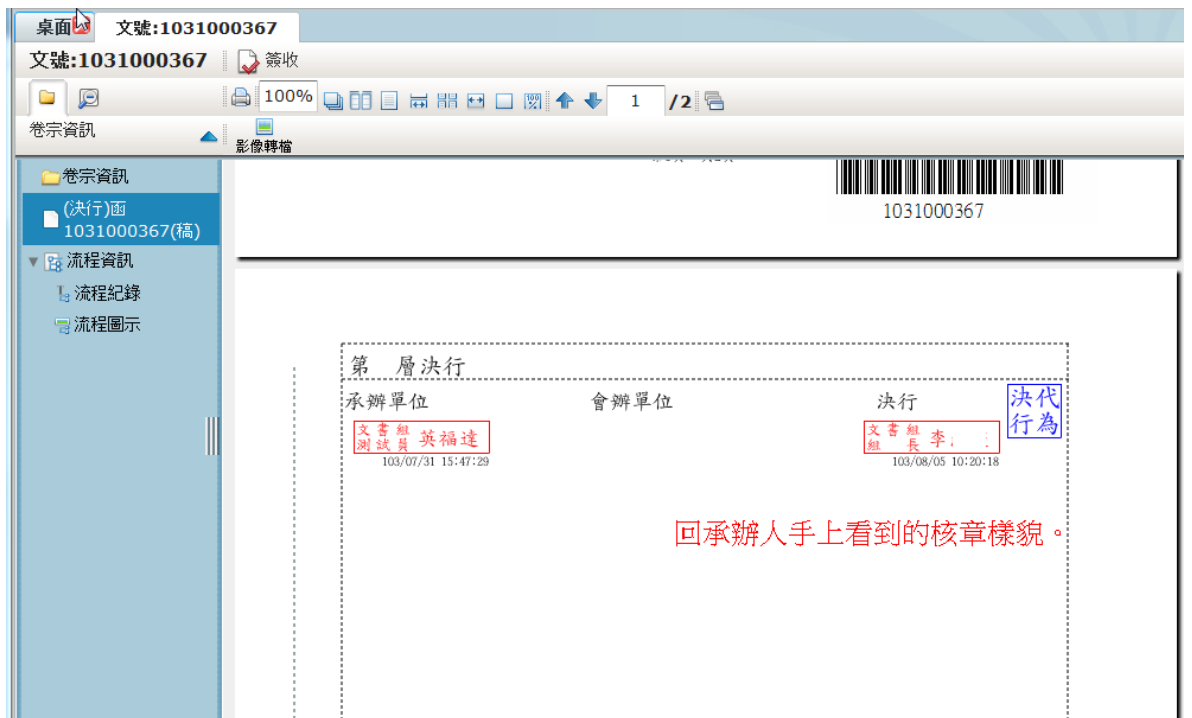 桌面
文號:1031000367
文號:1031000367
簽收
100%
1
/2
卷宗資訊
影像轉檔
卷宗資訊
(決行)函
1031000367(稿)
流程資訊
流程紀錄
流程圖示
1031000367
第 層決行
承辦單位
會辦單位
決行
決代
行為
文書組
測試員 英福達
103/07/31 15:47:29
文書組
組 長 李
103/08/05 10:20:18
回承辦人手上看到的核章樣貌。